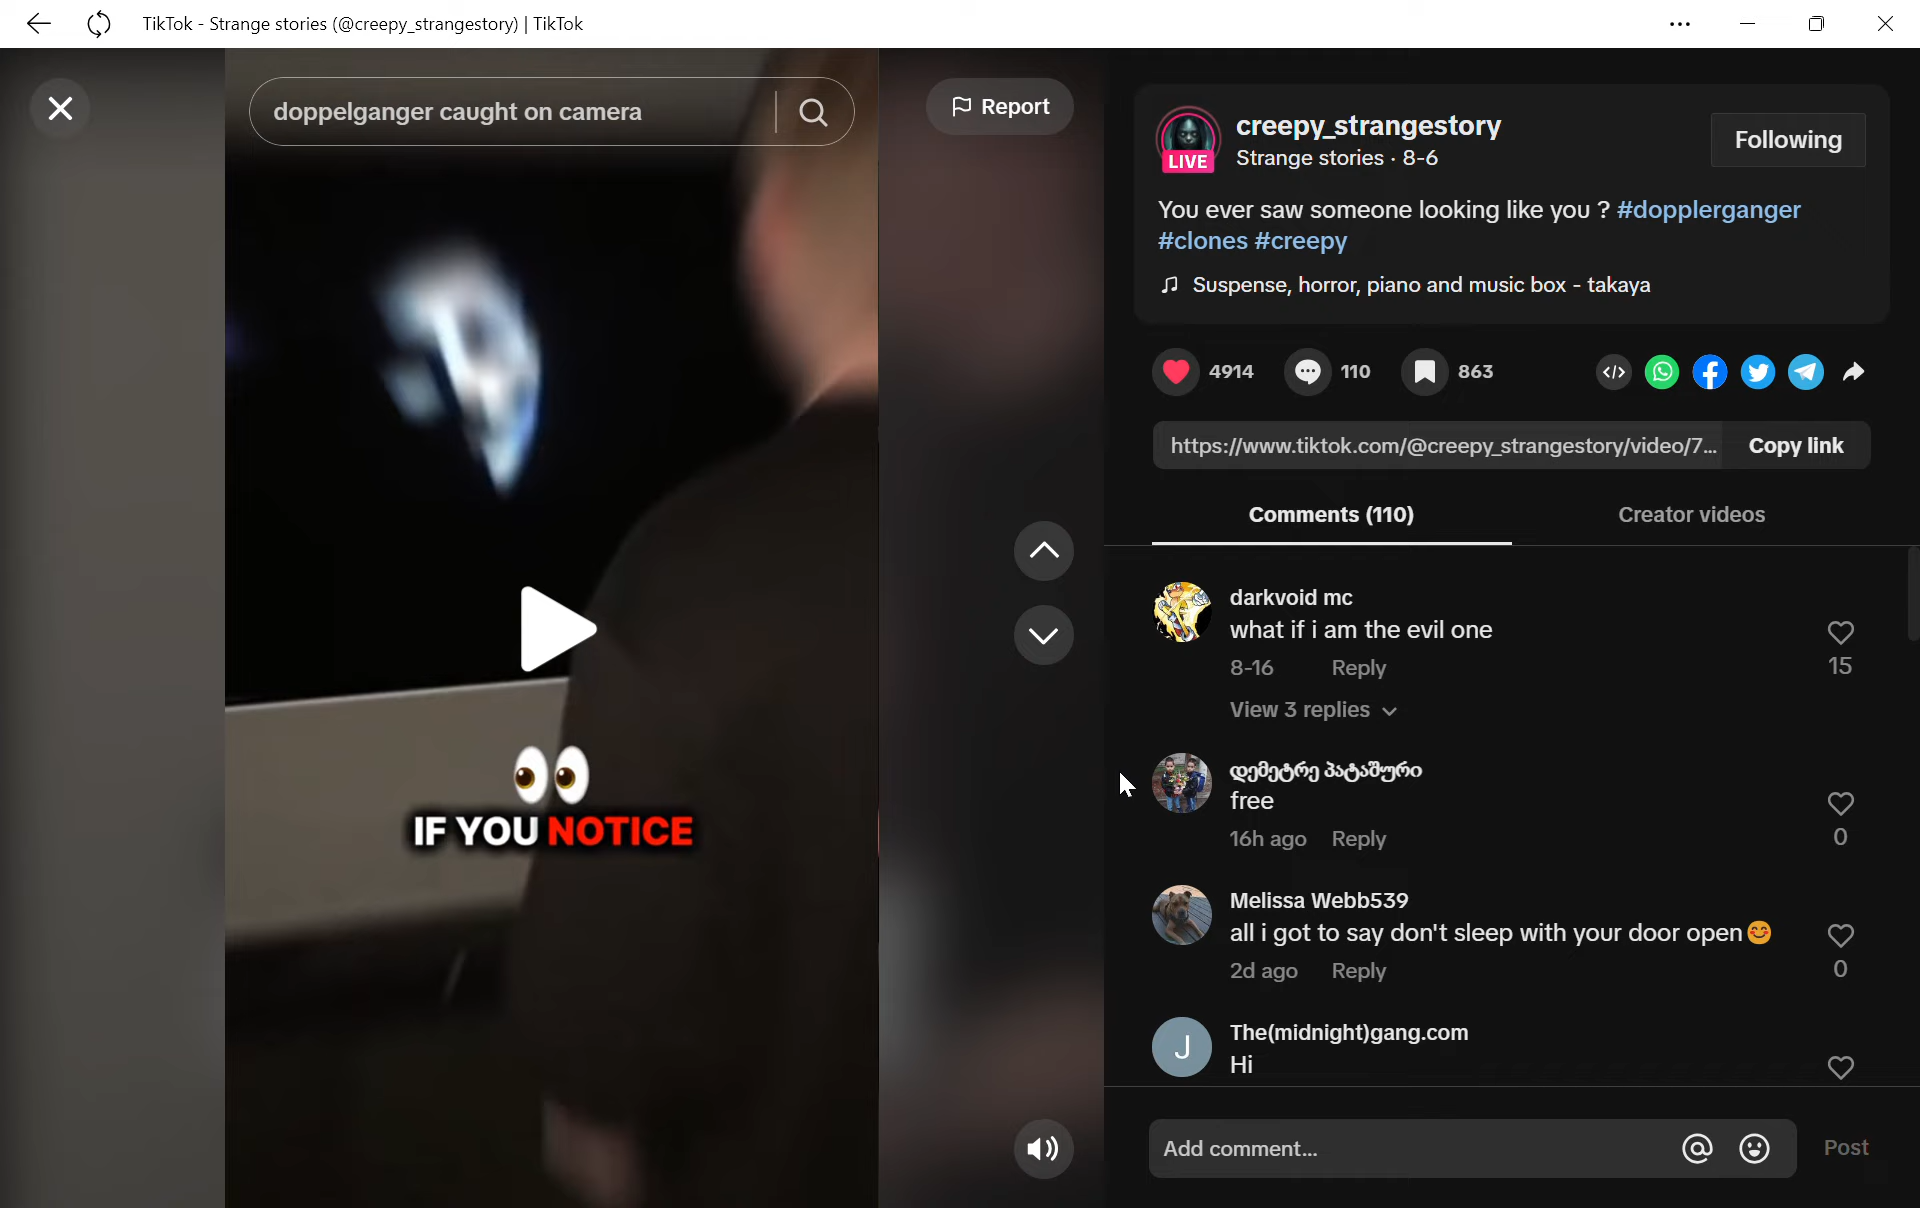 TikTok - Strange stories (@creepy_strangestory) | TikTok
doppelganger caught on camera
Report
IF YOU NOTICE
LIVE
creepy_strangestory
Strange stories · 8-6
Following
You ever saw someone looking like you ? #dopplerganger
#clones #creepy
Suspense, horror, piano and music box - takaya
4914
110
863
https://www.tiktok.com/@creepy_strangestory/video/7...
Copy link
Comments (110)
Creator videos
darkvoid mc
what if i am the evil one
8-16
Reply
15
View 3 replies
დემეტრე პატაშური
free
16h ago
Reply
0
Melissa Webb539
all i got to say don't sleep with your door open😊
2d ago
Reply
0
J
The(midnight)gang.com
Hi
Add comment...
Post